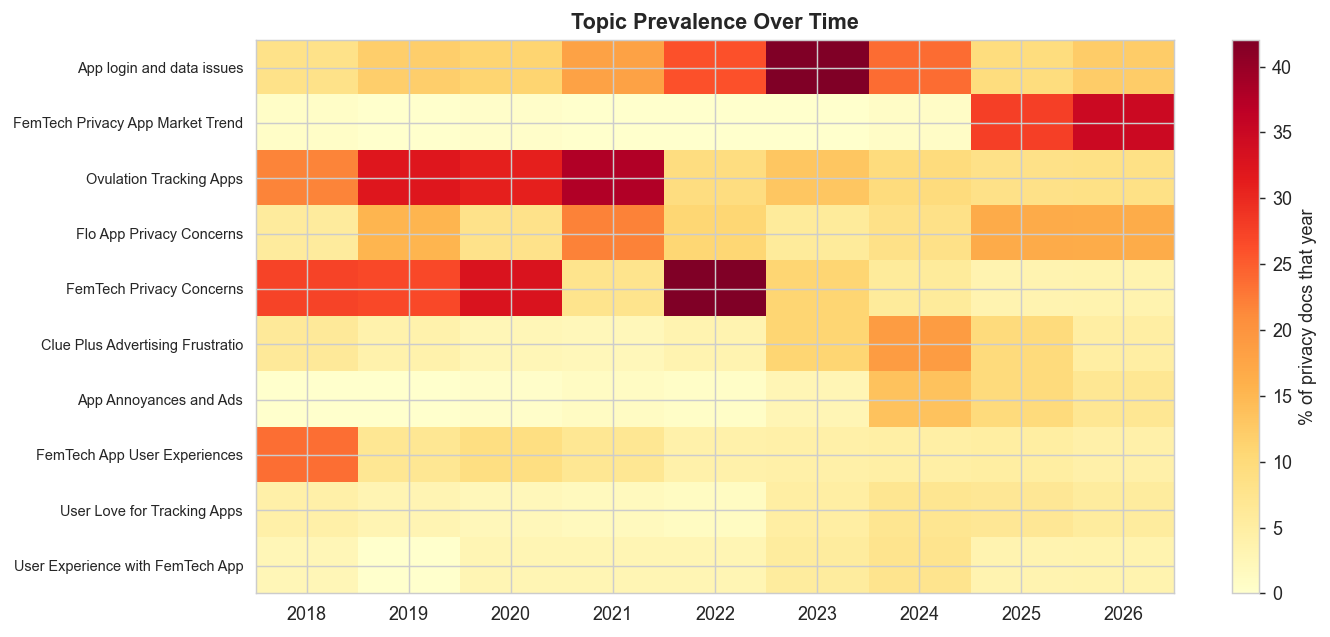 Topic Prevalence Over Time
App login and data issues
FemTech Privacy App Market Trend
Ovulation Tracking Apps
Flo App Privacy Concerns
FemTech Privacy Concerns
Clue Plus Advertising Frustratio
App Annoyances and Ads
FemTech App User Experiences
User Love for Tracking Apps
User Experience with FemTech App
2018 2019 2020 2021 2022 2023 2024 2025 2026
40
35
30
25
20
15
10
5
0
% of privacy docs that year